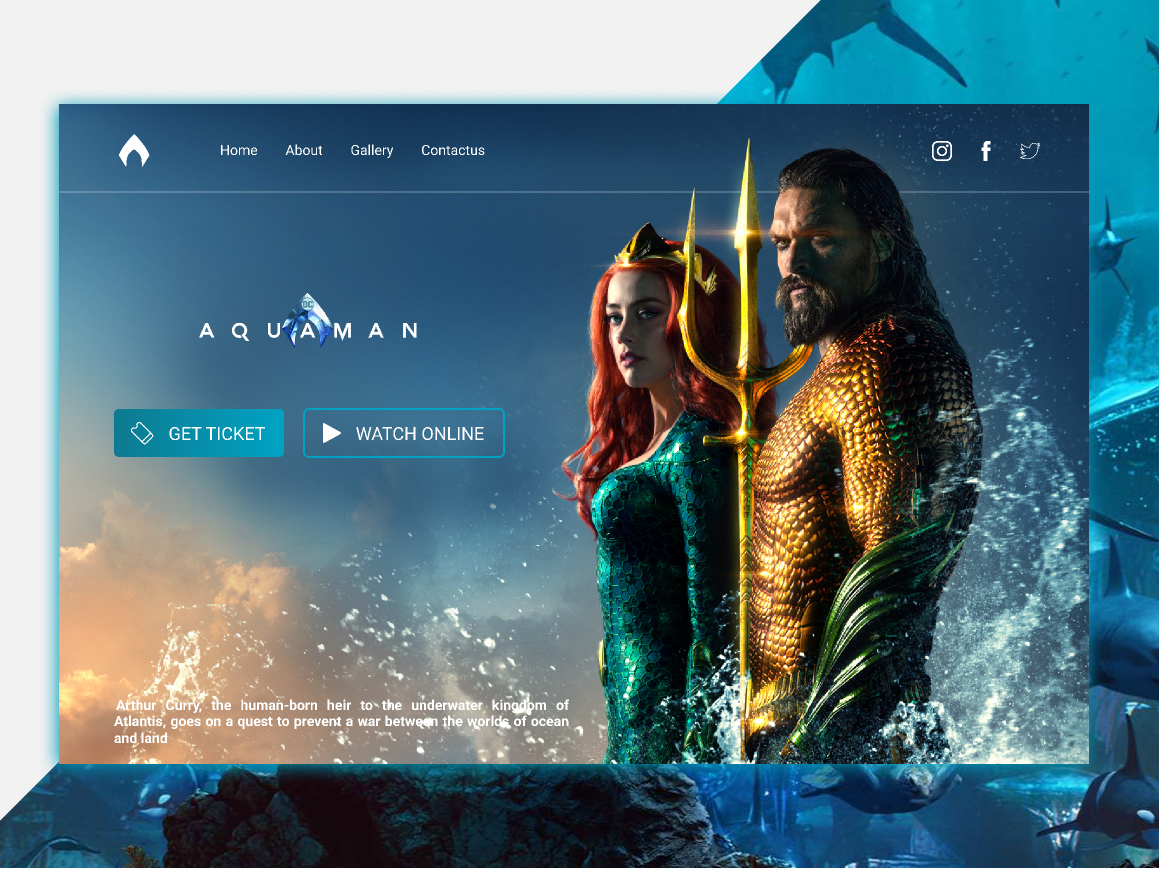 Home About Gallery Contactus
DC
AQUAMAN
GET TICKET WATCH ONLINE
Arthur Curry, the human-born heir to the underwater kingdom of
Atlantis, goes on a quest to prevent a war between the worlds of ocean
and land